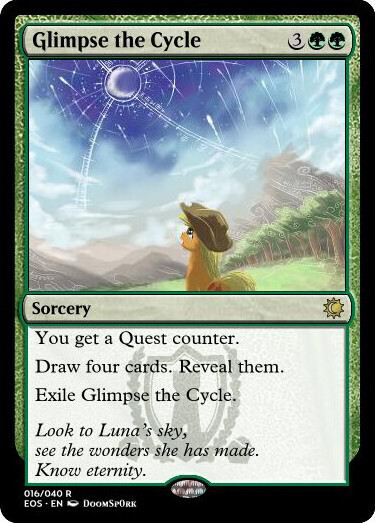 Glimpse the Cycle 3
Sorcery
You get a Quest counter.
Draw four cards. Reveal them.
Exile Glimpse the Cycle.
Look to Luna's sky,
see the wonders she has made.
Know eternity.
016/040 R
EOS • EN DoomSp0rk